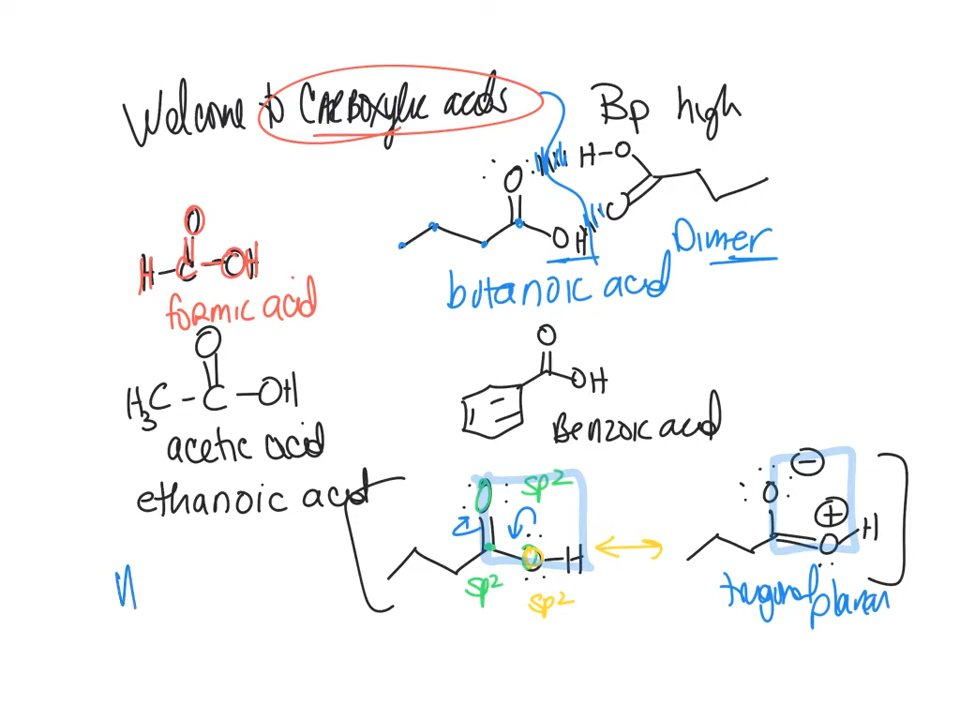 Welcome to CARBOXylic acids
Bp high
O
H-O
O
OH
Dimer
butanoic acid
O
H-C-OH
formic acid
O
H3C-C-OH
acetic acid
ethanoic acid
O
OH
Benzoic acid
O sp2
O-H
sp2 sp2
O
O H
trigonal planar